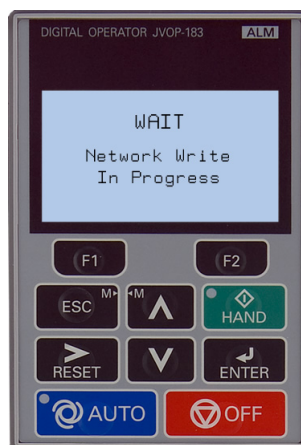 DIGITAL OPERATOR JVOP-183 ALM
WAIT
Network Write
In Progress
F1 F2
ESC M M HAND
RESET ENTER
AUTO OFF